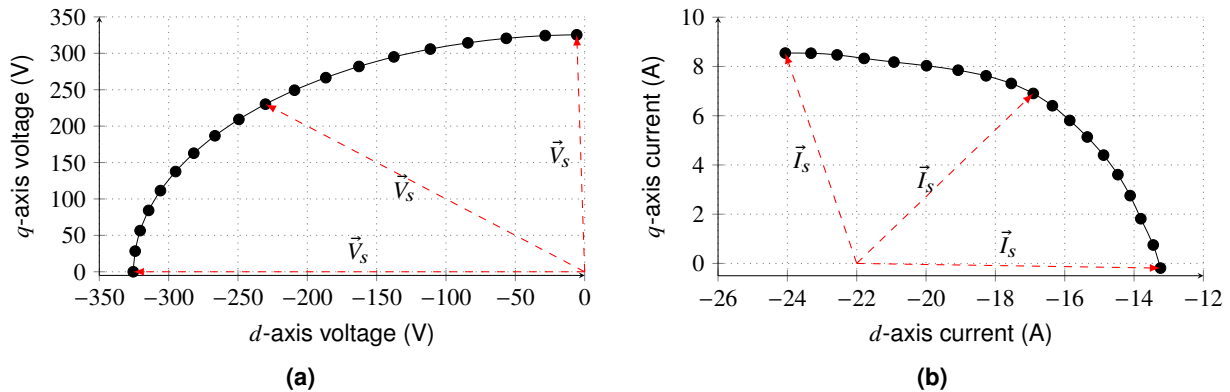 350
300
250
200
150
100
50
0
q-axis voltage (V)
−350 −300 −250 −200 −150 −100 −50 0
d-axis voltage (V)
V⃗s
V⃗s
V⃗s
(a)
10
8
6
4
2
0
q-axis current (A)
−26 −24 −22 −20 −18 −16 −14 −12
d-axis current (A)
I⃗s
I⃗s
I⃗s
(b)